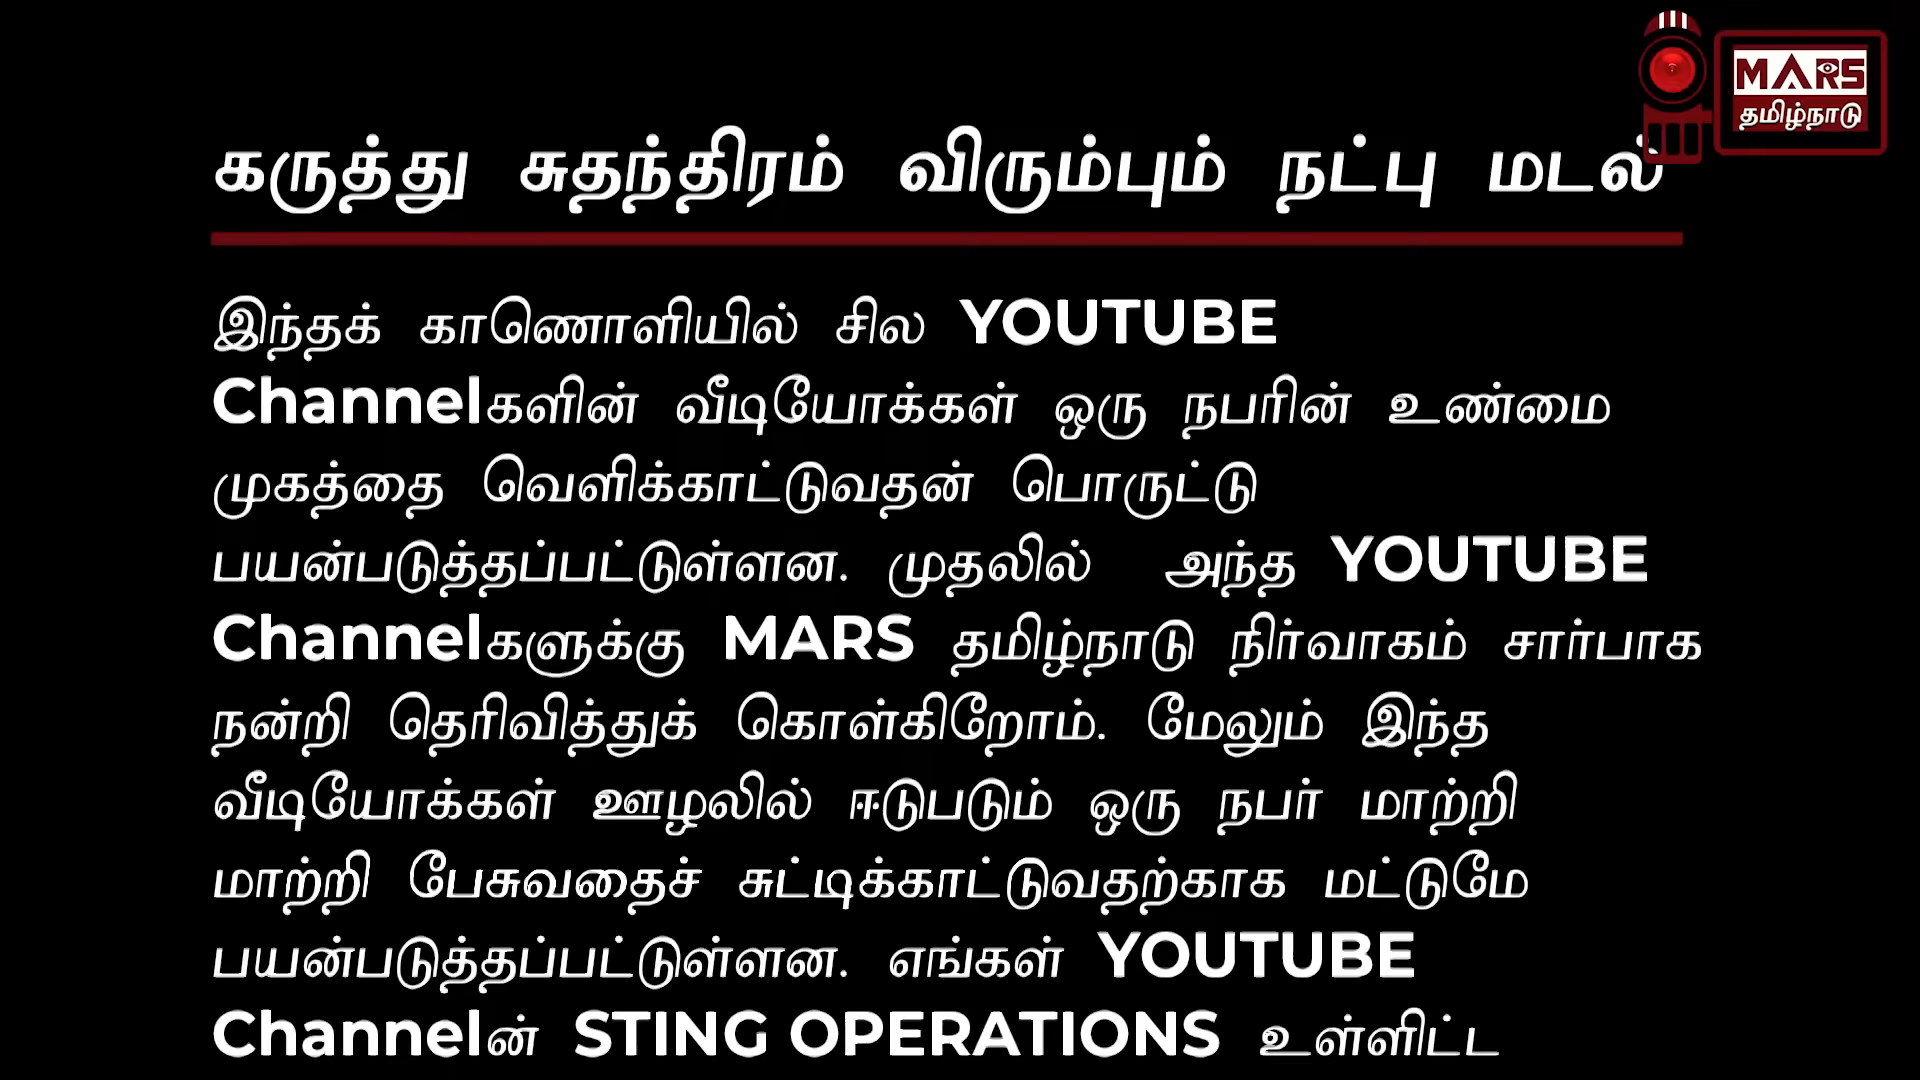 MARS
தமிழ்நாடு
கருத்து சுதந்திரம் விரும்பும் நட்பு மடல்
இந்தக் காணொளியில் சில YOUTUBE
Channelகளின் வீடியோக்கள் ஒரு நபரின் உண்மை
முகத்தை வெளிக்காட்டுவதன் பொருட்டு
பயன்படுத்தப்பட்டுள்ளன. முதலில் அந்த YOUTUBE
Channelகளுக்கு MARS தமிழ்நாடு நிர்வாகம் சார்பாக
நன்றி தெரிவித்துக் கொள்கிறோம். மேலும் இந்த
வீடியோக்கள் ஊழலில் ஈடுபடும் ஒரு நபர் மாற்றி
மாற்றி பேசுவதைச் சுட்டிக்காட்டுவதற்காக மட்டுமே
பயன்படுத்தப்பட்டுள்ளன. எங்கள் YOUTUBE
Channelன் STING OPERATIONS உள்ளிட்ட